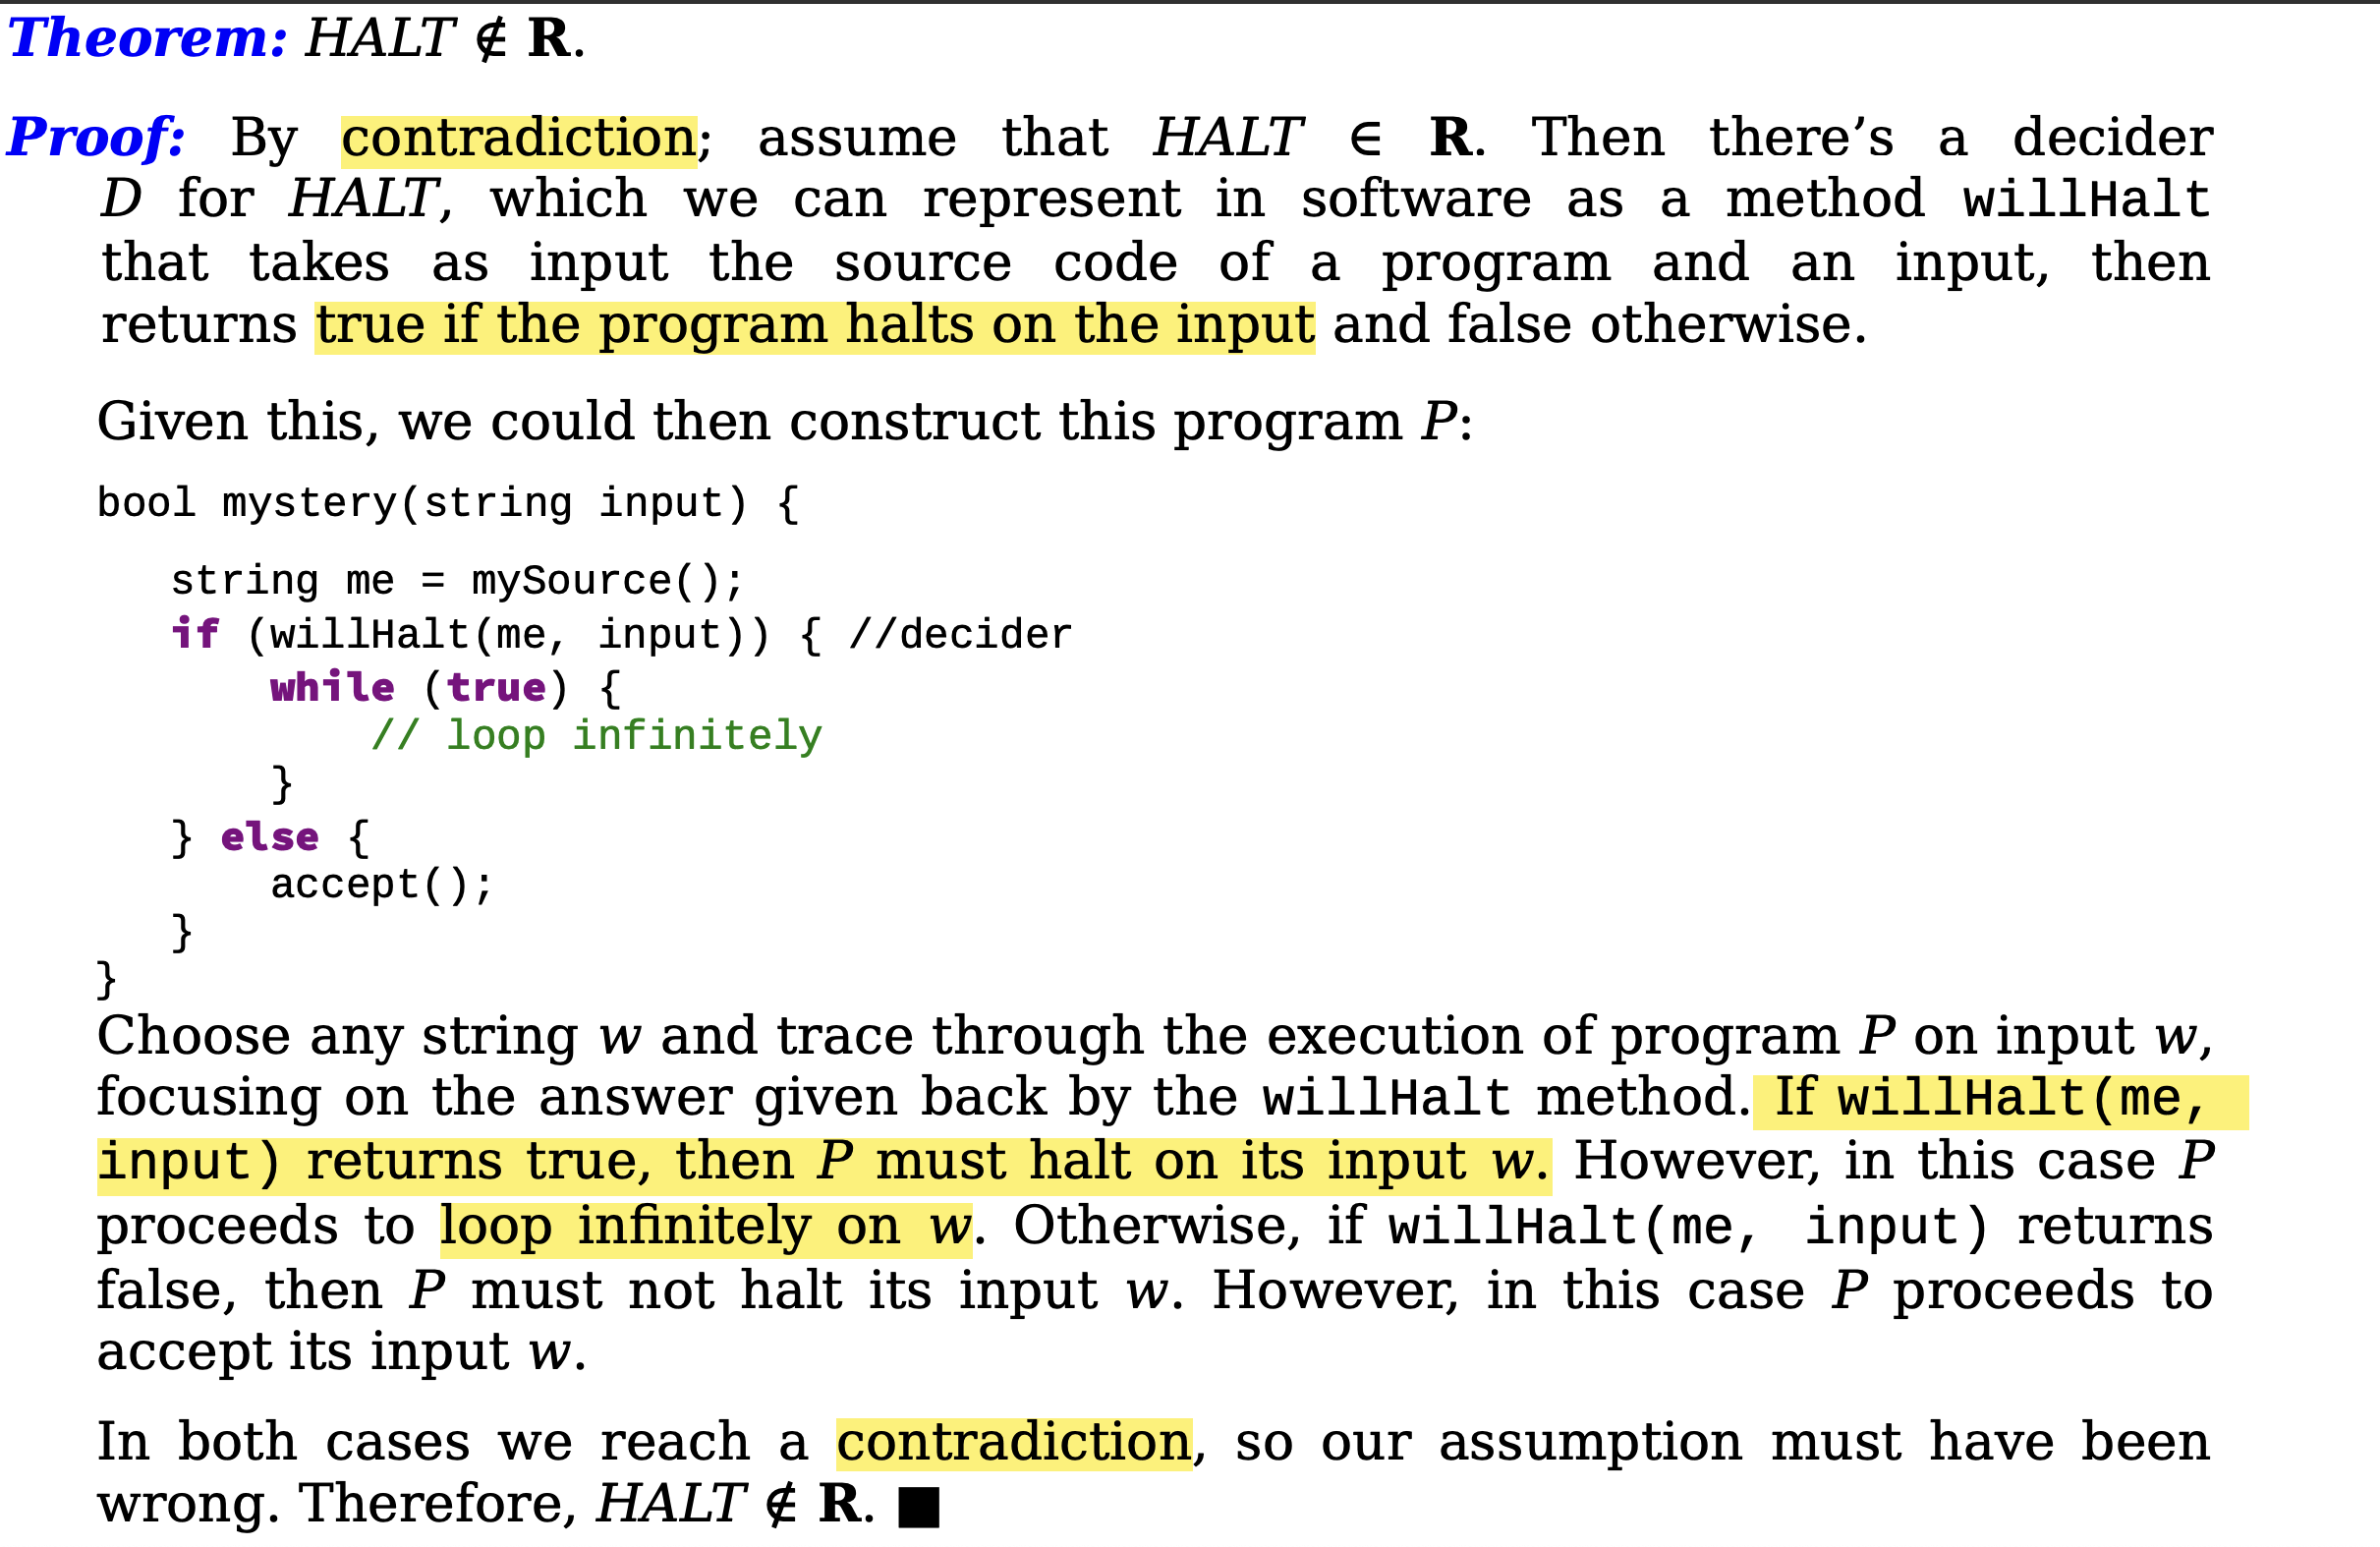 Theorem: HALT ∉ R.
Proof: By contradiction; assume that HALT ∈ R. Then there’s a decider
D for HALT, which we can represent in software as a method willHalt
that takes as input the source code of a program and an input, then
returns true if the program halts on the input and false otherwise.
Given this, we could then construct this program P:
bool mystery(string input) {
string me = mySource();
if (willHalt(me, input)) { //decider
while (true) {
// loop infinitely
}
} else {
accept();
}
}
Choose any string w and trace through the execution of program P on input w,
focusing on the answer given back by the willHalt method. If willHalt(me,
input) returns true, then P must halt on its input w. However, in this case P
proceeds to loop infinitely on w. Otherwise, if willHalt(me, input) returns
false, then P must not halt its input w. However, in this case P proceeds to
accept its input w.
In both cases we reach a contradiction, so our assumption must have been
wrong. Therefore, HALT ∉ R. ■